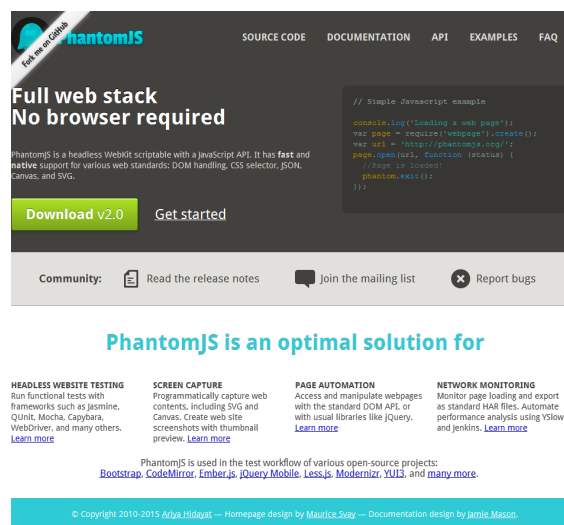 Fork me on GitHub
PhantomJS
SOURCE CODE DOCUMENTATION API EXAMPLES FAQ
Full web stack
No browser required
PhantomJS is a headless WebKit scriptable with a JavaScript API. It has fast and
native support for various web standards: DOM handling, CSS selector, JSON,
Canvas, and SVG.
Download v2.0 Get started
// Simple Javascript example
console.log('Loading a web page');
var page = require('webpage').create();
var url = 'http://phantomjs.org/';
page.open(url, function (status) {
//Page is loaded!
phantom.exit();
});
Community: Read the release notes Join the mailing list Report bugs
PhantomJS is an optimal solution for
HEADLESS WEBSITE TESTING
Run functional tests with
frameworks such as Jasmine,
QUnit, Mocha, Capybara,
WebDriver, and many others.
Learn more
SCREEN CAPTURE
Programmatically capture web
contents, including SVG and
Canvas. Create web site
screenshots with thumbnail
preview. Learn more
PAGE AUTOMATION
Access and manipulate webpages
with the standard DOM API, or
with usual libraries like jQuery.
Learn more
NETWORK MONITORING
Monitor page loading and export
as standard HAR files. Automate
performance analysis using YSlow
and Jenkins. Learn more
PhantomJS is used in the test workflow of various open-source projects:
Bootstrap, CodeMirror, Ember.js, jQuery Mobile, Less.js, Modernizr, YUI3, and many more.
© Copyright 2010-2015 Ariya Hidayat — Homepage design by Maurice Svay — Documentation design by Jamie Mason.